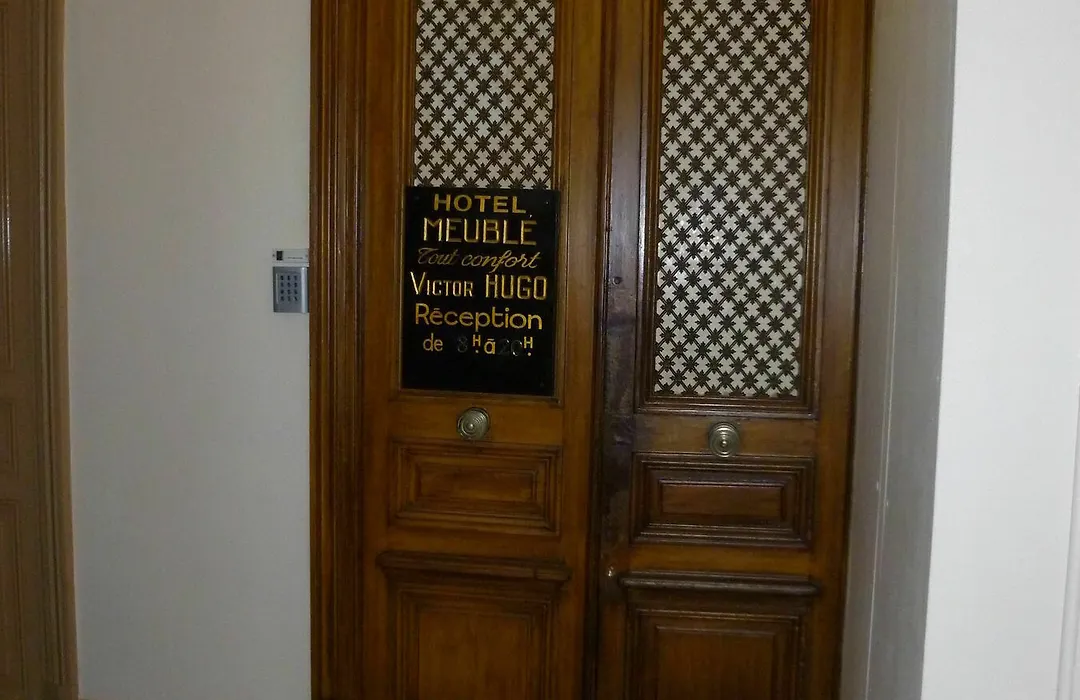 HOTEL
MEUBLÉ
Tout confort
VICTOR HUGO
Réception
de 8H. à 20H.